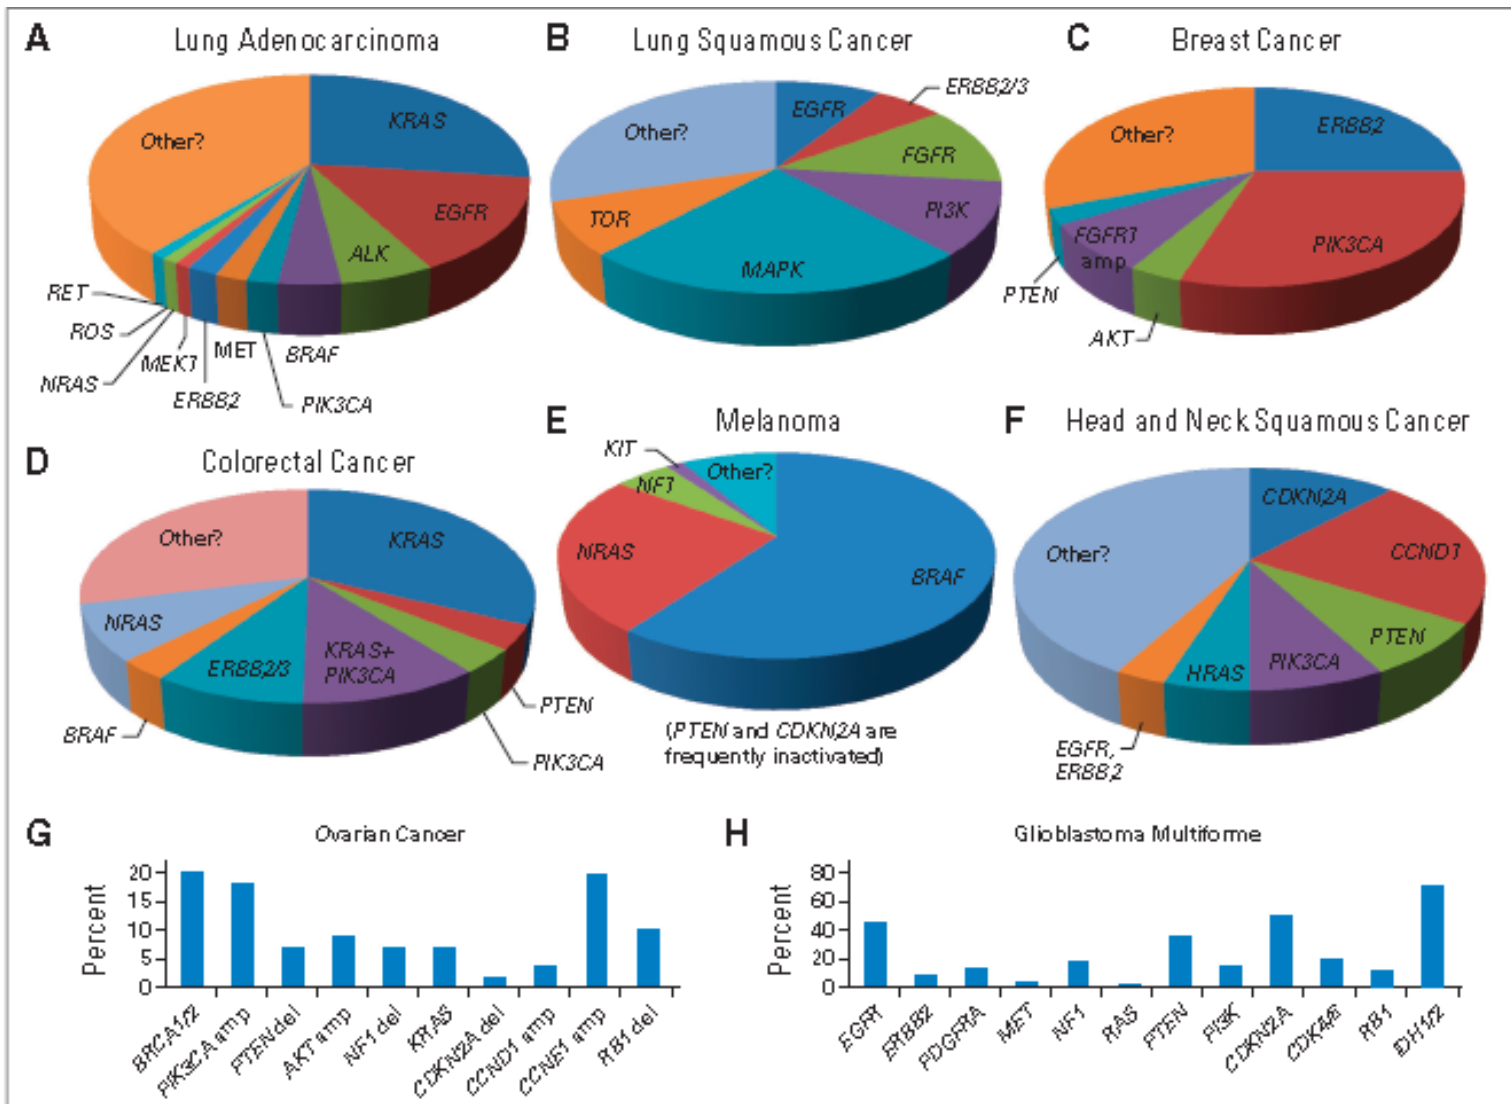 A
Lung Adenocarcinoma
KRAS
EGFR
ALK
BRAF
PIK3CA
MET
ERBB2
MEK1
NRAS
ROS
RET
Other?
B
Lung Squamous Cancer
EGFR
ERBB2/3
FGFR
PI3K
MAPK
TOR
Other?
C
Breast Cancer
ERBB2
PIK3CA
AKT
FGFR1
amp
PTEN
Other?
D
Colorectal Cancer
KRAS
PTEN
PIK3CA
KRAS+
PIK3CA
ERBB2/3
BRAF
NRAS
Other?
E
Melanoma
BRAF
NRAS
NF1
KIT
Other?
(PTEN and CDKN2A are
frequently inactivated)
F
Head and Neck Squamous Cancer
CDKN2A
CCND1
PTEN
PIK3CA
HRAS
EGFR,
ERBB2
Other?
G
Ovarian Cancer
Percent
20
15
10
5
0
BRCA1/2
PIK3CA amp
PTEN del
AKT amp
NF1 del
KRAS
CDKN2A del
CCND1 amp
CCNE1 amp
RB1 del
H
Glioblastoma Multiforme
Percent
80
60
40
20
0
EGFR
ERBB2
PDGFRA
MET
NF1
RAS
PTEN
PI3K
CDKN2A
CDK4/6
RB1
IDH1/2